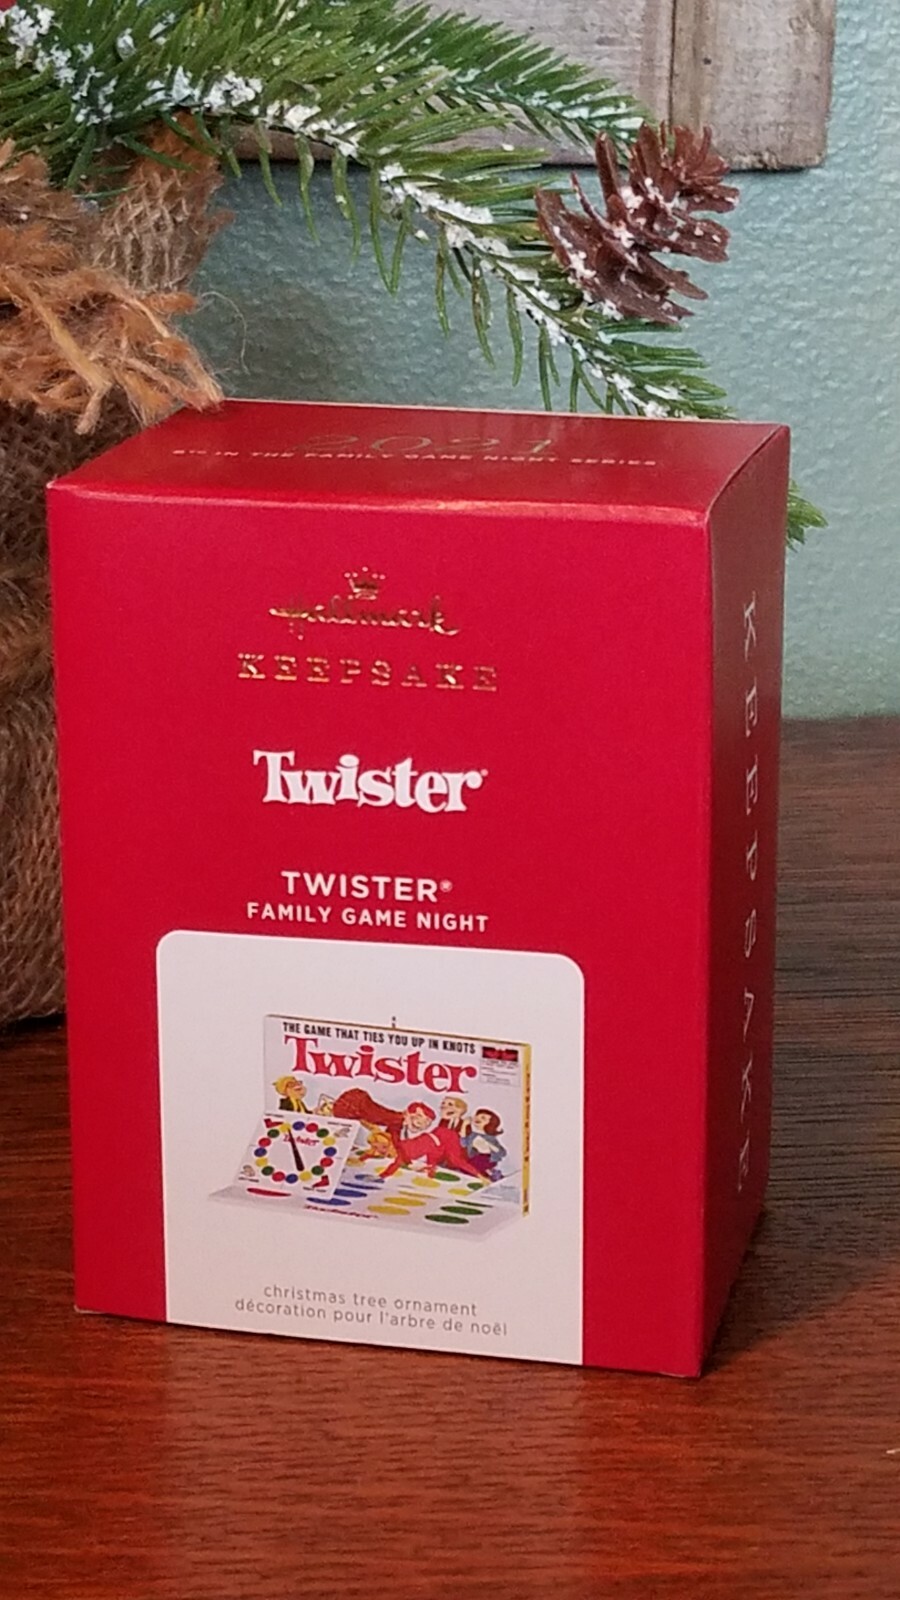 2021
IN THE FAMILY GAME NIGHT SERIES
Hallmark
KEEPSAKE
Twister®
TWISTER®
FAMILY GAME NIGHT
THE GAME THAT TIES YOU UP IN KNOTS
Twister
Twister
christmas tree ornament
décoration pour l'arbre de noël
KEEPSAKE